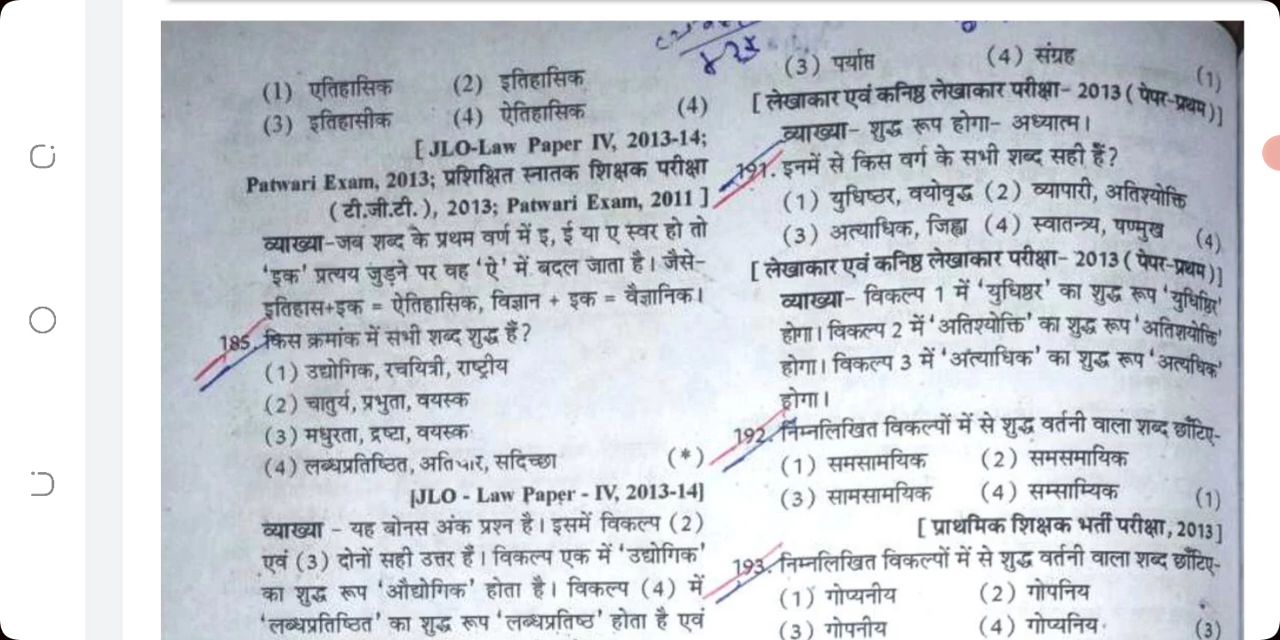 (1) एतिहासिक (2) इतिहासिक
(3) इतिहासीक (4) ऐतिहासिक (4)
[ JLO-Law Paper IV, 2013-14;
Patwari Exam, 2013; प्रशिक्षित स्नातक शिक्षक परीक्षा
(टी.जी.टी.), 2013; Patwari Exam, 2011 ]
व्याख्या-जब शब्द के प्रथम वर्ण में इ, ई या ए स्वर हो तो
'इक' प्रत्यय जुड़ने पर वह 'ऐ' में बदल जाता है। जैसे-
इतिहास+इक = ऐतिहासिक, विज्ञान + इक = वैज्ञानिक।
185. किस क्रमांक में सभी शब्द शुद्ध हैं?
(1) उद्योगिक, रचयित्री, राष्ट्रीय
(2) चातुर्य, प्रभुता, वयस्क
(3) मधुरता, द्रष्टा, वयस्क
(4) लब्धप्रतिष्ठित, अतिचार, सदिच्छा (*)
[JLO - Law Paper - IV, 2013-14]
व्याख्या - यह बोनस अंक प्रश्न है। इसमें विकल्प (2)
एवं (3) दोनों सही उत्तर है। विकल्प एक में 'उद्योगिक'
का शुद्ध रूप 'औद्योगिक' होता है। विकल्प (4) में
'लब्धप्रतिष्ठित' का शुद्ध रूप 'लब्धप्रतिष्ठ' होता है एवं
(3) पर्याप्त (4) संग्रह (1)
[ लेखाकार एवं कनिष्ठ लेखाकार परीक्षा- 2013 ( पेपर-प्रथम)]
व्याख्या- शुद्ध रूप होगा- अध्यात्म।
191. इनमें से किस वर्ग के सभी शब्द सही हैं?
(1) युधिष्ठर, वयोवृद्ध (2) व्यापारी, अतिश्योक्ति
(3) अत्याधिक, जिह्वा (4) स्वातन्त्र्य, षण्मुख (4)
[ लेखाकार एवं कनिष्ठ लेखाकार परीक्षा- 2013 ( पेपर-प्रथम)]
व्याख्या- विकल्प 1 में 'युधिष्ठर' का शुद्ध रूप 'युधिष्ठिर'
होगा। विकल्प 2 में 'अतिश्योक्ति' का शुद्ध रूप 'अतिशयोक्ति'
होगा। विकल्प 3 में 'अत्याधिक' का शुद्ध रूप 'अत्यधिक'
होगा।
192. निम्नलिखित विकल्पों में से शुद्ध वर्तनी वाला शब्द छाँटिए-
(1) समसामयिक (2) समसमायिक
(3) सामसामयिक (4) सम्साम्यिक (1)
[ प्राथमिक शिक्षक भर्ती परीक्षा, 2013 ]
193. निम्नलिखित विकल्पों में से शुद्ध वर्तनी वाला शब्द छाँटिए-
(1) गोप्यनीय (2) गोपनिय
(3) गोपनीय (4) गोप्यनिय (3)